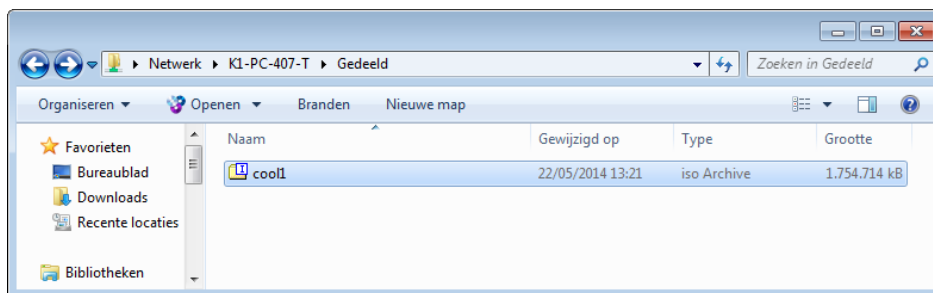 Netwerk K1-PC-407-T Gedeeld Zoeken in Gedeeld
Organiseren Openen Branden Nieuwe map
Favorieten
Bureaublad
Downloads
Recente locaties
Bibliotheken
Naam Gewijzigd op Type Grootte
cool1 22/05/2014 13:21 iso Archive 1.754.714 kB